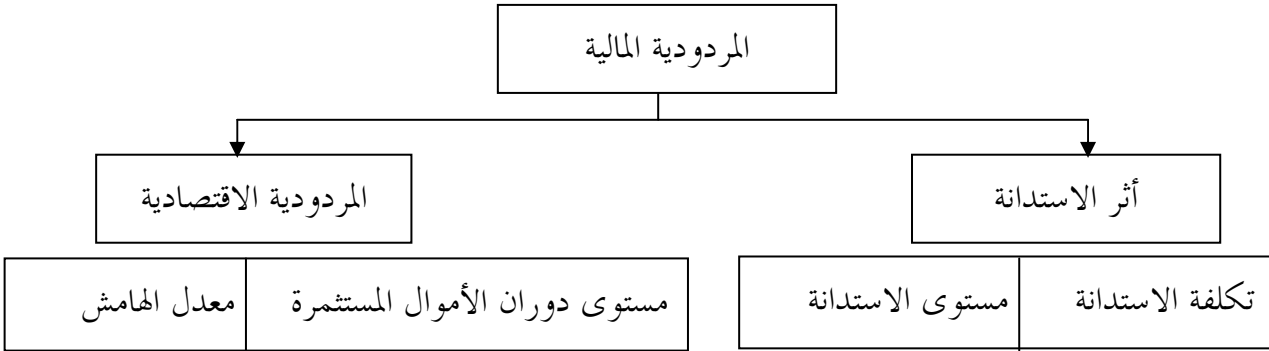 المردودية المالية
أثر الاستدانة
المردودية الاقتصادية
تكلفة الاستدانة
مستوى الاستدانة
مستوى دوران الأموال المستثمرة
معدل الهامش